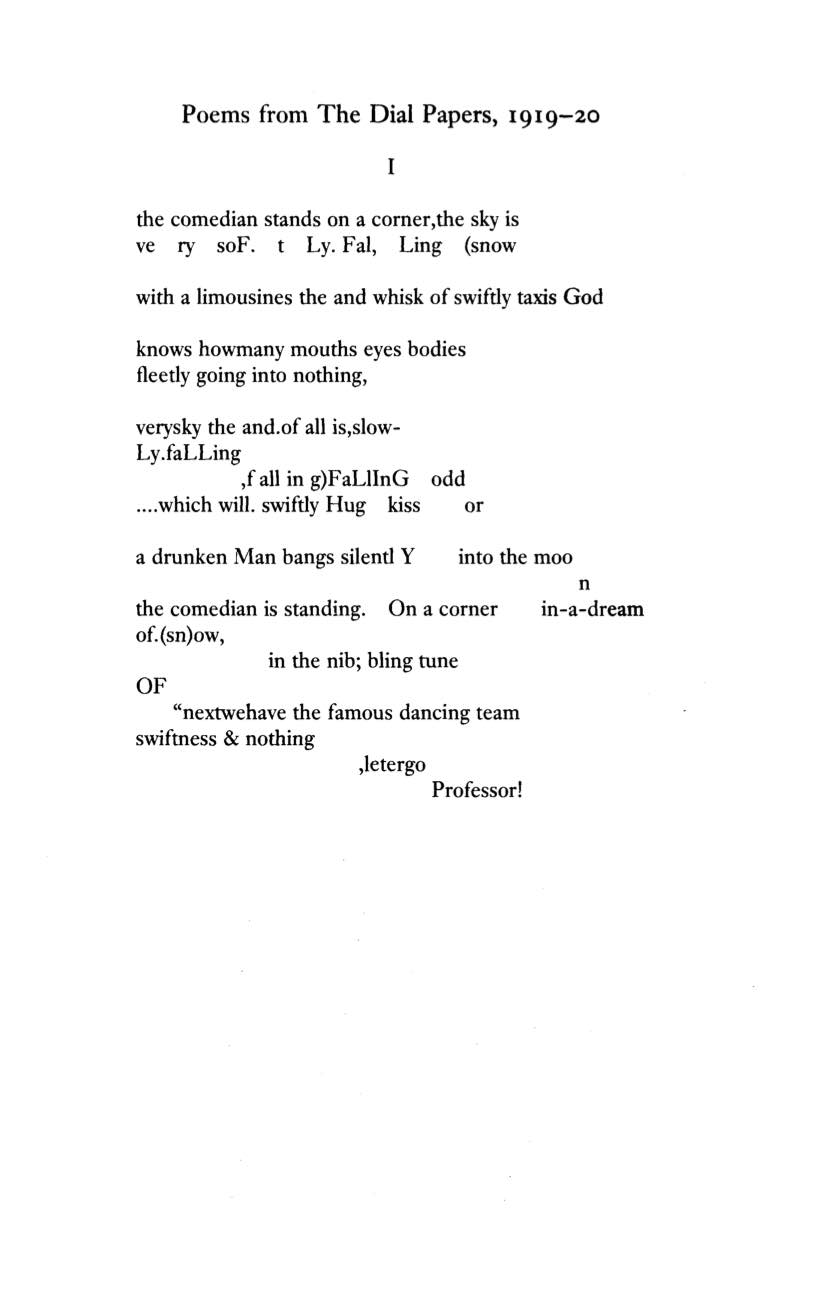 Poems from The Dial Papers, 1919–20
I
the comedian stands on a corner,the sky is
ve   ry   soF.   t   Ly. Fal,   Ling   (snow
with a limousines the and whisk of swiftly taxis God
knows howmany mouths eyes bodies
fleetly going into nothing,
verysky the and.of all is,slow-
Ly.faLLing
,f all in g)FaLlInG   odd
....which will. swiftly Hug   kiss      or
a drunken Man bangs silentl Y      into the moo
n
the comedian is standing.   On a corner      in-a-dream
of.(sn)ow,
in the nib; bling tune
OF
“nextwehave the famous dancing team
swiftness & nothing
,letergo
Professor!